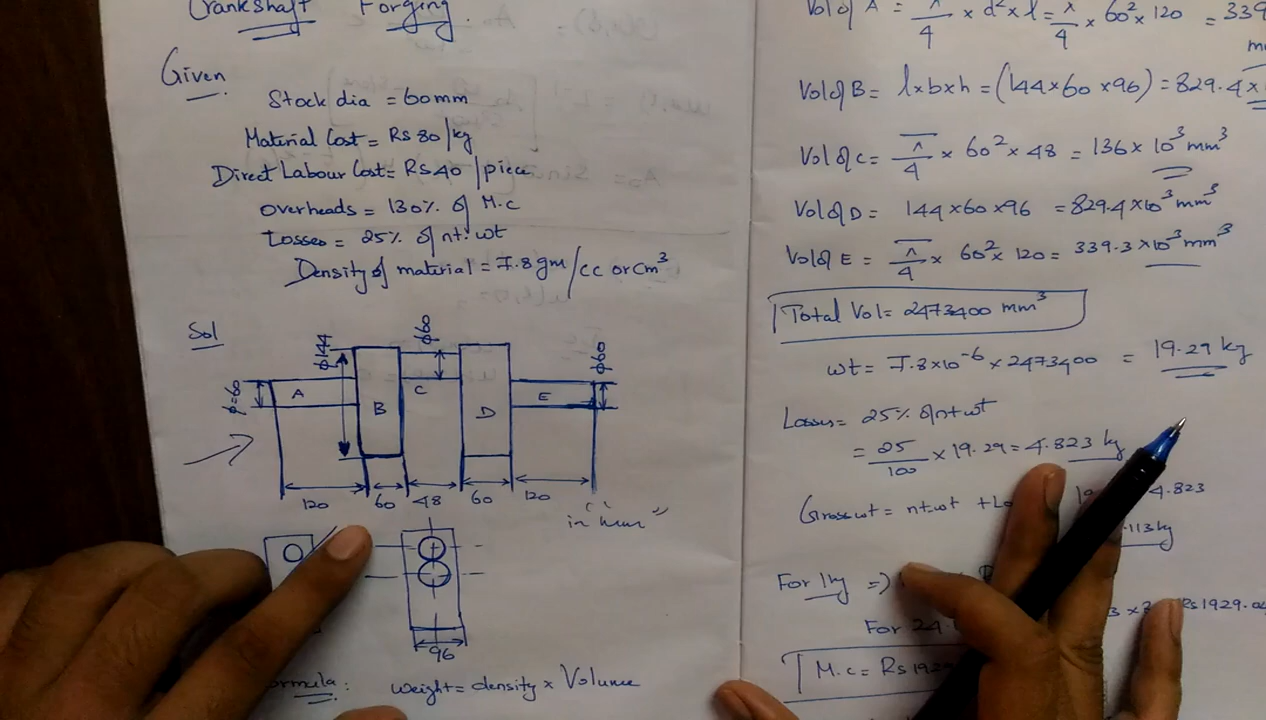 Crankshaft Forging.
Given
Stock dia = 60mm
Material Cost = Rs 80/kg
Direct Labour Cost = Rs 40 /piece
Overheads = 130% of M.C
Losses = 25% of nt. wt
Density of material = 7.8 gm/cc or cm³
Sol
ϕ=60
ϕ144
ϕ60
ϕ60
A
B
C
D
E
120
60
48
60
120
"in mm"
96
weight = density × Volume
Vol of A = π/4 × d² × l = π/4 × 60² × 120 = 339
Vol of B = l×b×h = (144×60×96) = 829.4×
Vol of C = π/4 × 60² × 48 = 136 × 10³ mm³
Vol of D = 144×60×96 = 829.4×10³ mm³
Vol of E = π/4 × 60² × 120 = 339.3×10³ mm³
Total Vol = 2473400 mm³
wt = 7.8×10⁻⁶ × 2473400 = 19.29 kg
Losses = 25% of nt wt
= 25/100 × 19.29 = 4.823 kg
Gross wt = nt. wt + Lo 4.823
.113kg
For 1kg =>
For 24. Rs 1929.0
M.C = Rs 192